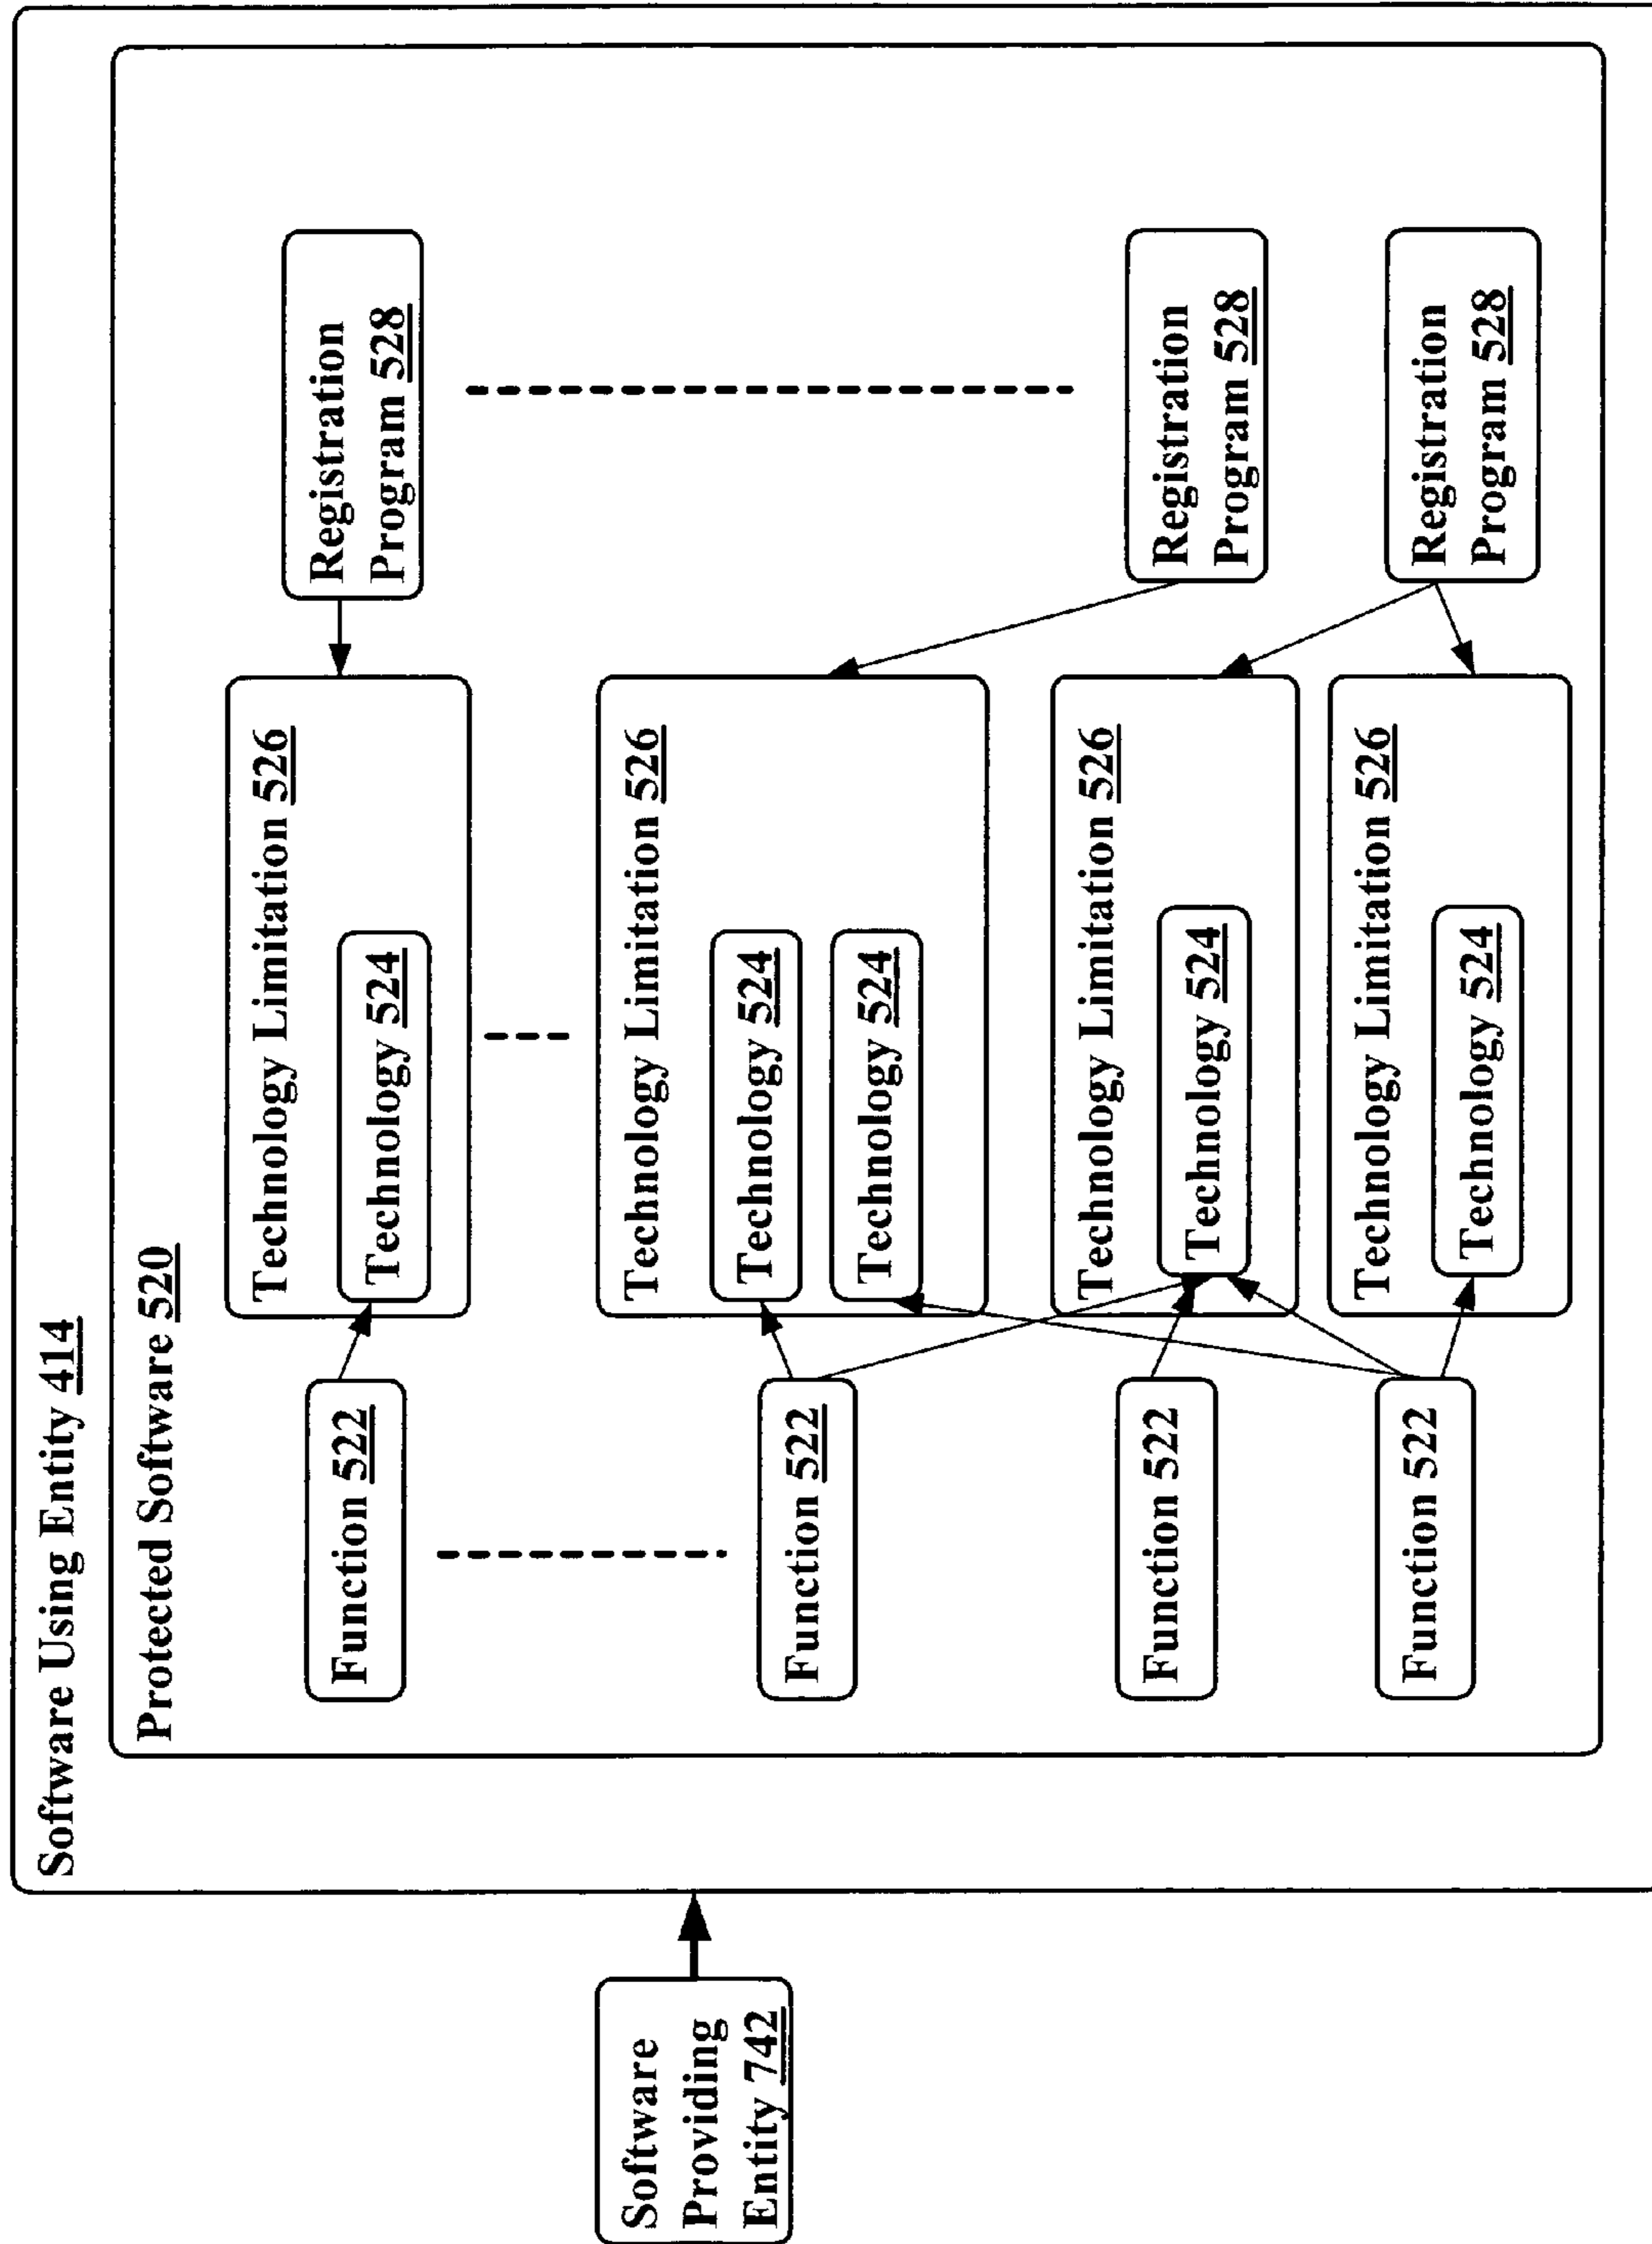 Software Using Entity 414
Protected Software 520
Technology Limitation 526
Technology 524
Function 522
Registration
Program 528
Technology Limitation 526
Technology 524
Technology 524
Function 522
Software
Providing
Entity 742
Technology Limitation 526
Technology 524
Function 522
Registration
Program 528
Technology Limitation 526
Technology 524
Function 522
Registration
Program 528